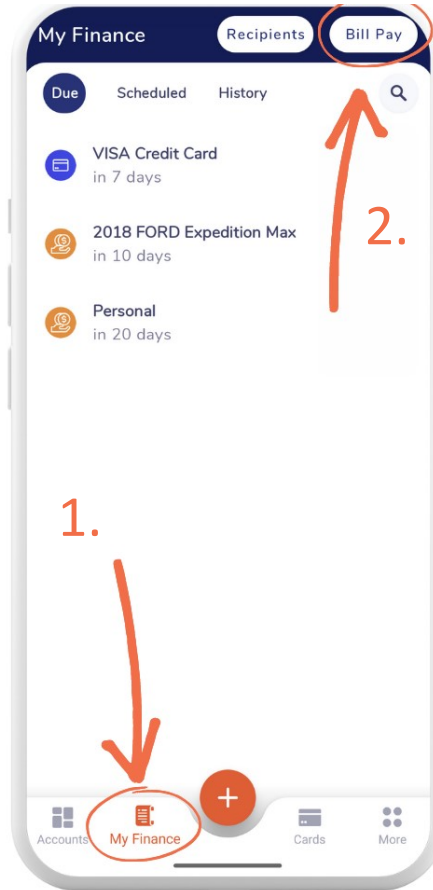 My Finance Recipients Bill Pay
Due Scheduled History
VISA Credit Card
in 7 days
2.
2018 FORD Expedition Max
in 10 days
Personal
in 20 days
1.
Accounts My Finance Cards More